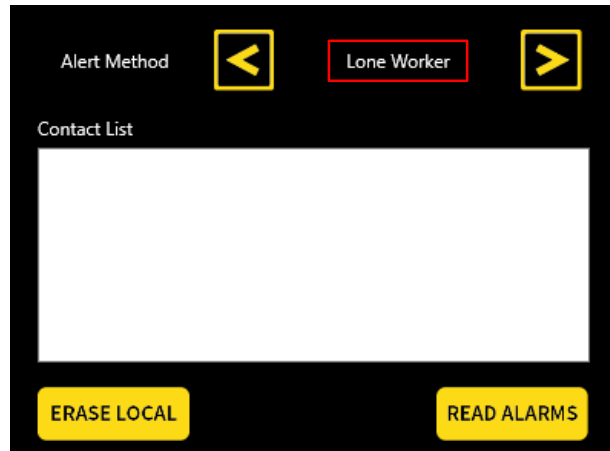 Alert Method < Lone Worker >
Contact List
ERASE LOCAL READ ALARMS